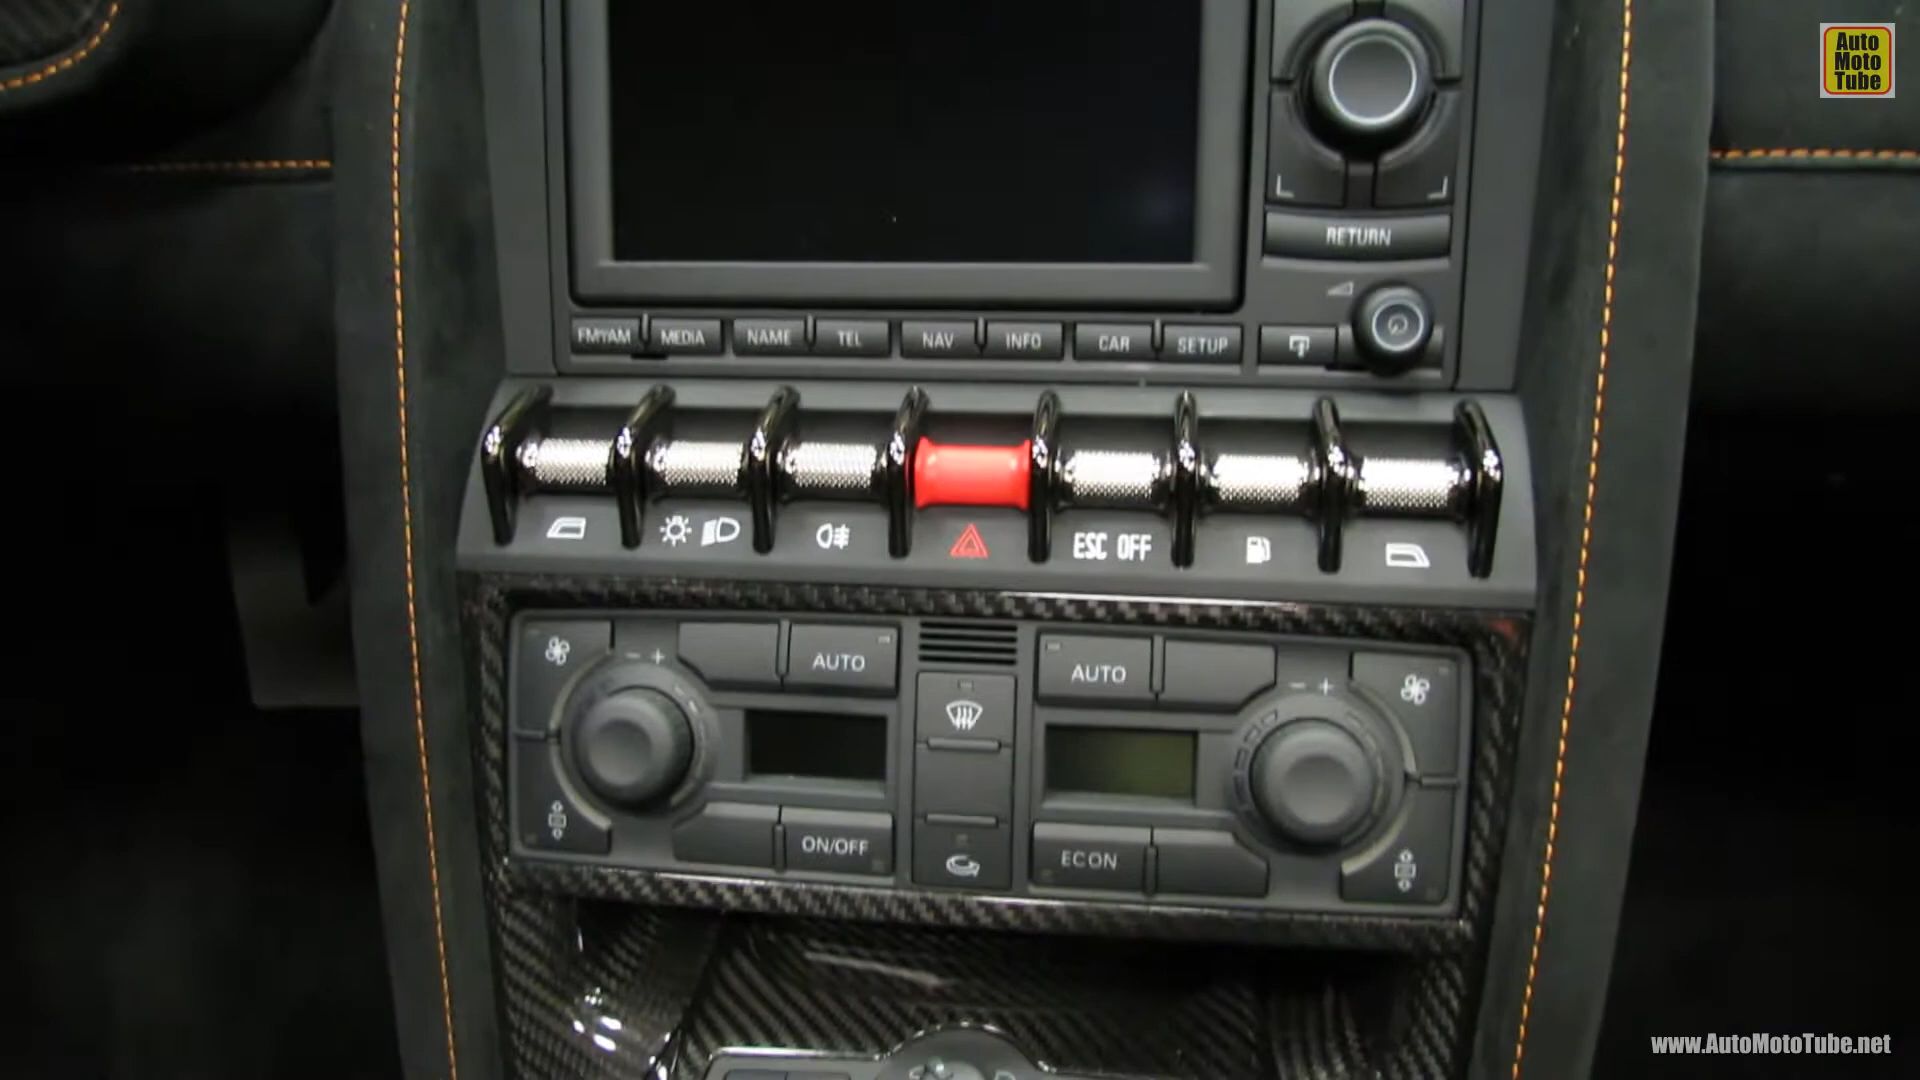 Auto
Moto
Tube
RETURN
FM/AM MEDIA NAME TEL NAV INFO CAR SETUP
ESC OFF
AUTO AUTO
ON/OFF ECON
www.AutoMotoTube.net